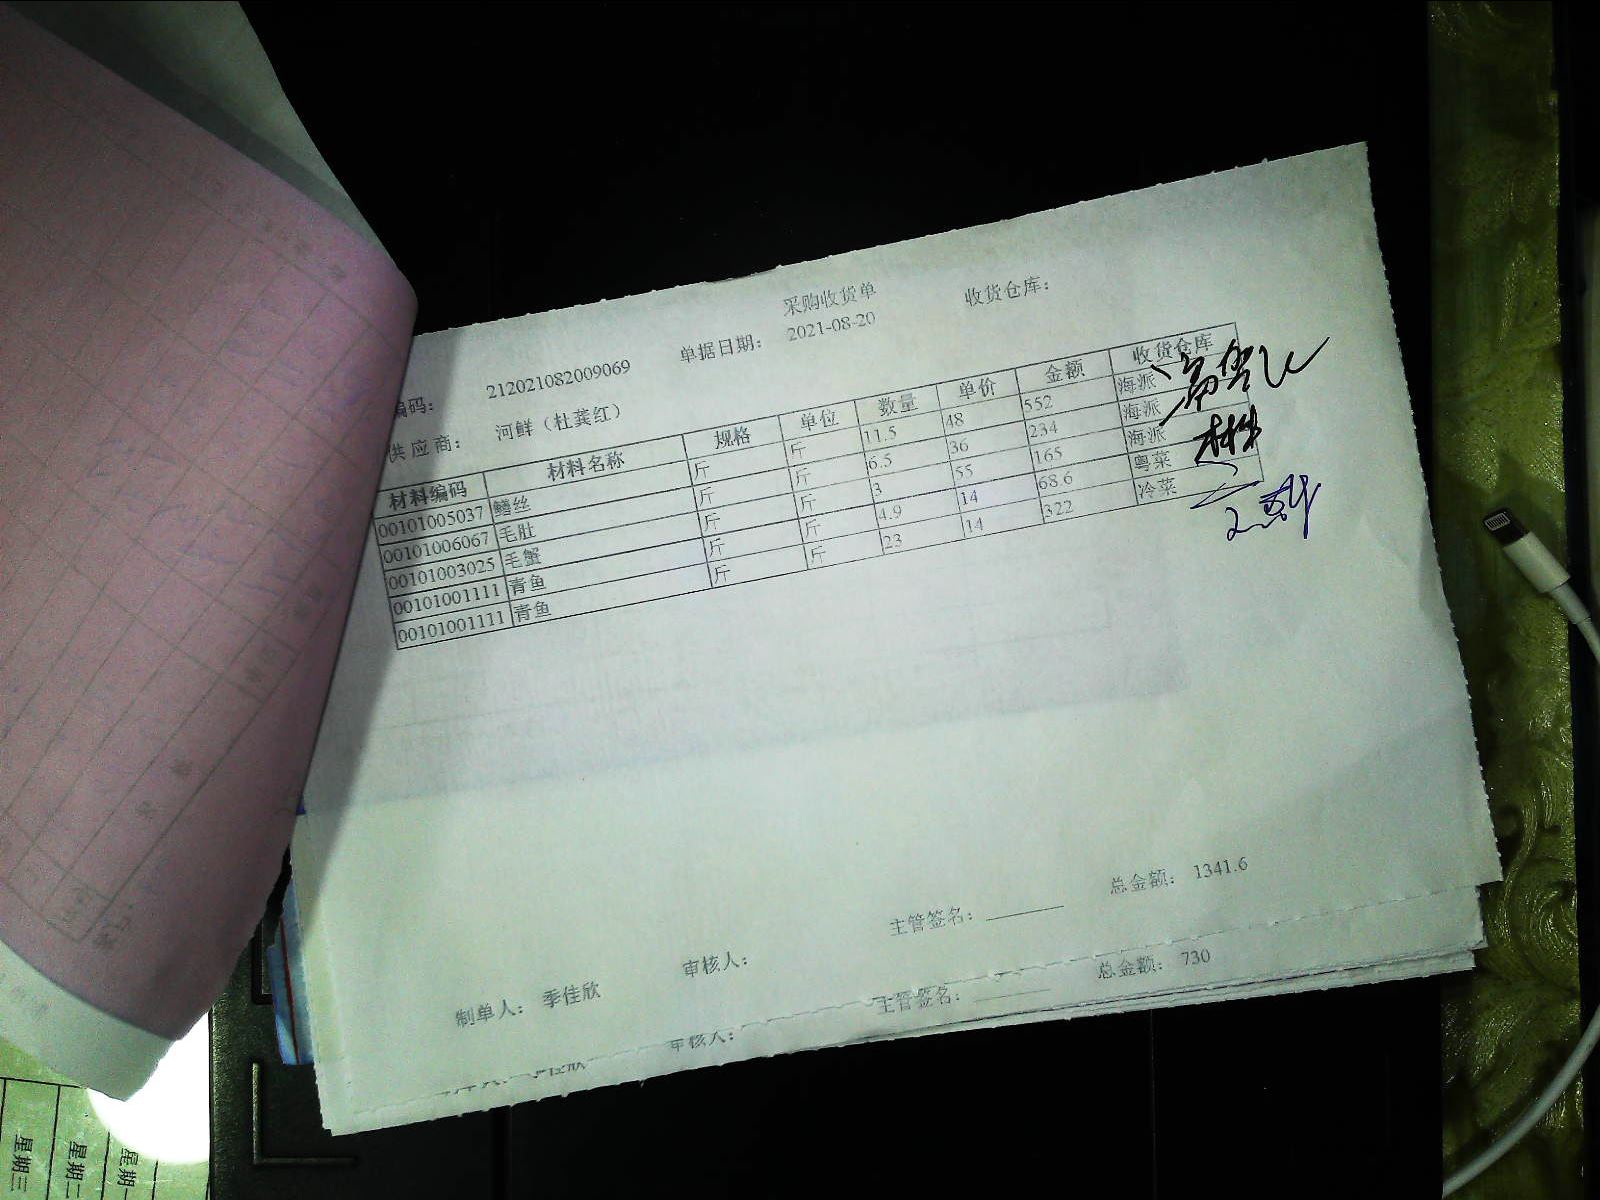 采购收货单
编码： 212021082009069 单据日期： 2021-08-20 收货仓库：
供应商： 河鲜（杜龚红）
材料编码 材料名称 规格 单位 数量 单价 金额 收货仓库
00101005037 鳝丝 斤 斤 11.5 48 552 海派
00101006067 毛肚 斤 斤 6.5 36 234 海派
00101003025 毛蟹 斤 斤 3 55 165 海派
00101001111 青鱼 斤 斤 4.9 14 68.6 粤菜
00101001111 青鱼 斤 斤 23 14 322 冷菜
总金额： 1341.6
制单人： 季佳欣 审核人： 主管签名：
审核人： 主管签名： 总金额： 730
星期一
星期二
星期三